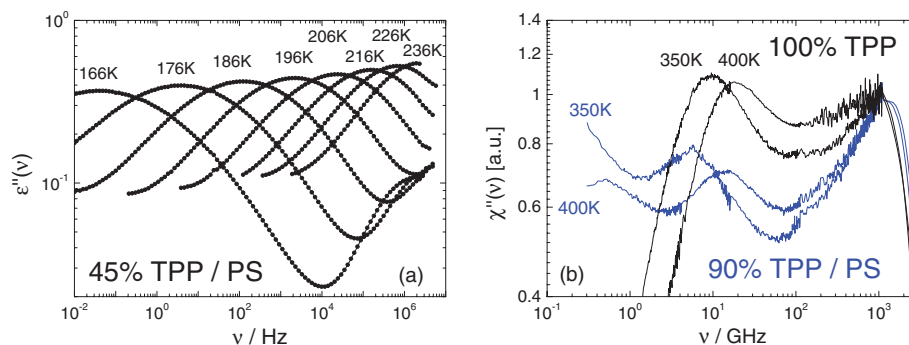 10⁰
10⁻¹
ε''(ν)
166K
176K
186K
196K
206K
216K
226K
236K
45% TPP / PS
(a)
10⁻²
10⁰
10²
10⁴
10⁶
ν / Hz
1.4
1.2
1
0.8
0.6
0.4
χ''(ν) [a.u.]
100% TPP
350K
400K
350K
400K
90% TPP / PS
(b)
10⁻¹
10⁰
10¹
10²
10³
ν / GHz